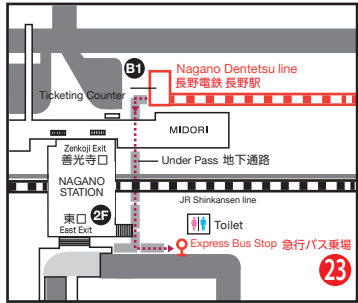 B1
Nagano Dentetsu line
長野電鉄 長野駅
Ticketing Counter
MIDORI
Zenkoji Exit
善光寺口
Under Pass 地下通路
NAGANO
STATION
JR Shinkansen line
東口
2F
East Exit
Toilet
Express Bus Stop 急行バス乗場
23